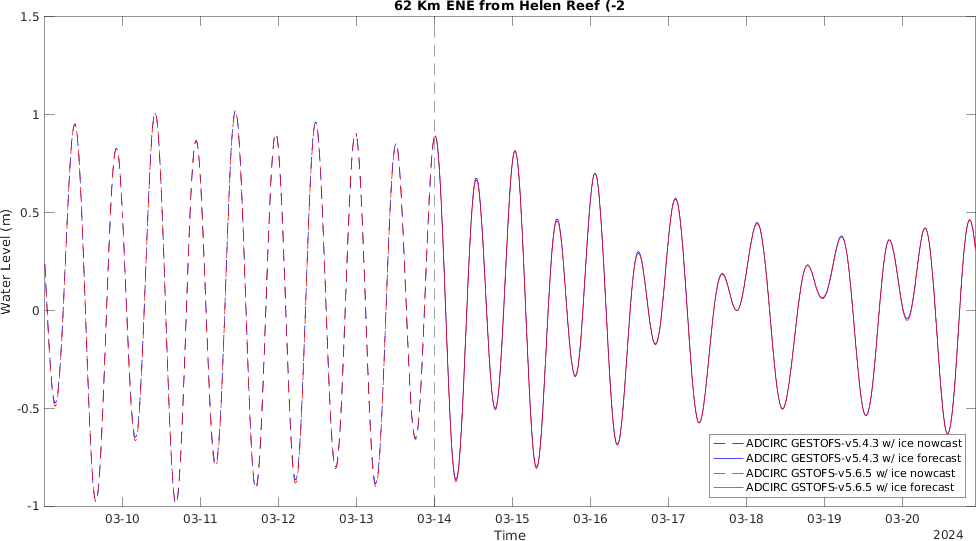 62 Km ENE from Helen Reef (-2
Water Level (m)
1.5
1
0.5
0
-0.5
-1
03-10 03-11 03-12 03-13 03-14 03-15 03-16 03-17 03-18 03-19 03-20
Time
2024
ADCIRC GESTOFS-v5.4.3 w/ ice nowcast
ADCIRC GESTOFS-v5.4.3 w/ ice forecast
ADCIRC GSTOFS-v5.6.5 w/ ice nowcast
ADCIRC GSTOFS-v5.6.5 w/ ice forecast